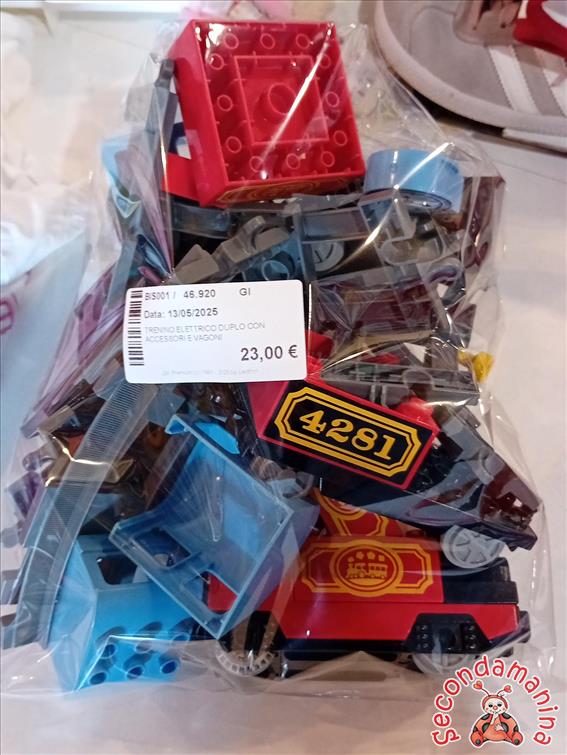 BIS001 / 46.920 GI
Data: 13/05/2025
TRENINO ELETTRICO DUPLO CON
ACCESSORI E VAGONI
23,00 €
4281
Secondamanina